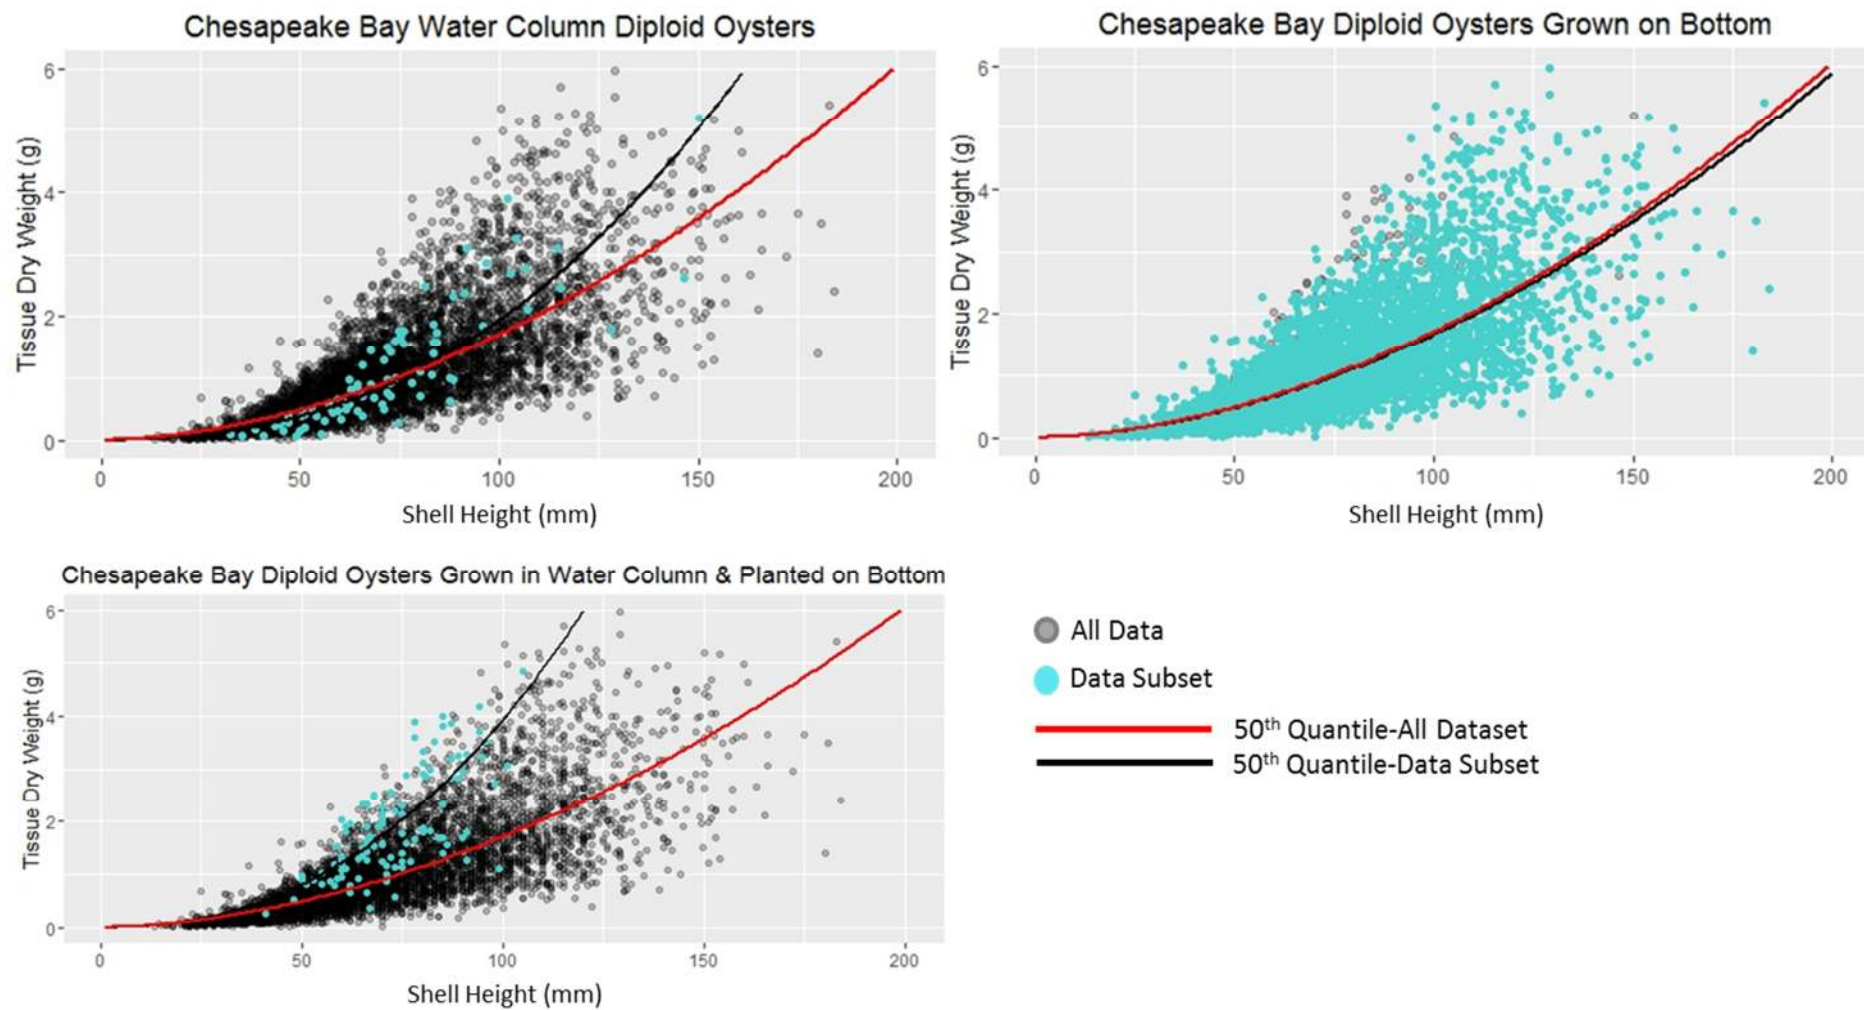 Chesapeake Bay Water Column Diploid Oysters
Tissue Dry Weight (g)
6
4
2
0
0 50 100 150 200
Shell Height (mm)
Chesapeake Bay Diploid Oysters Grown on Bottom
Tissue Dry Weight (g)
6
4
2
0
0 50 100 150 200
Shell Height (mm)
Chesapeake Bay Diploid Oysters Grown in Water Column & Planted on Bottom
Tissue Dry Weight (g)
6
4
2
0
0 50 100 150 200
Shell Height (mm)
All Data
Data Subset
50th Quantile-All Dataset
50th Quantile-Data Subset